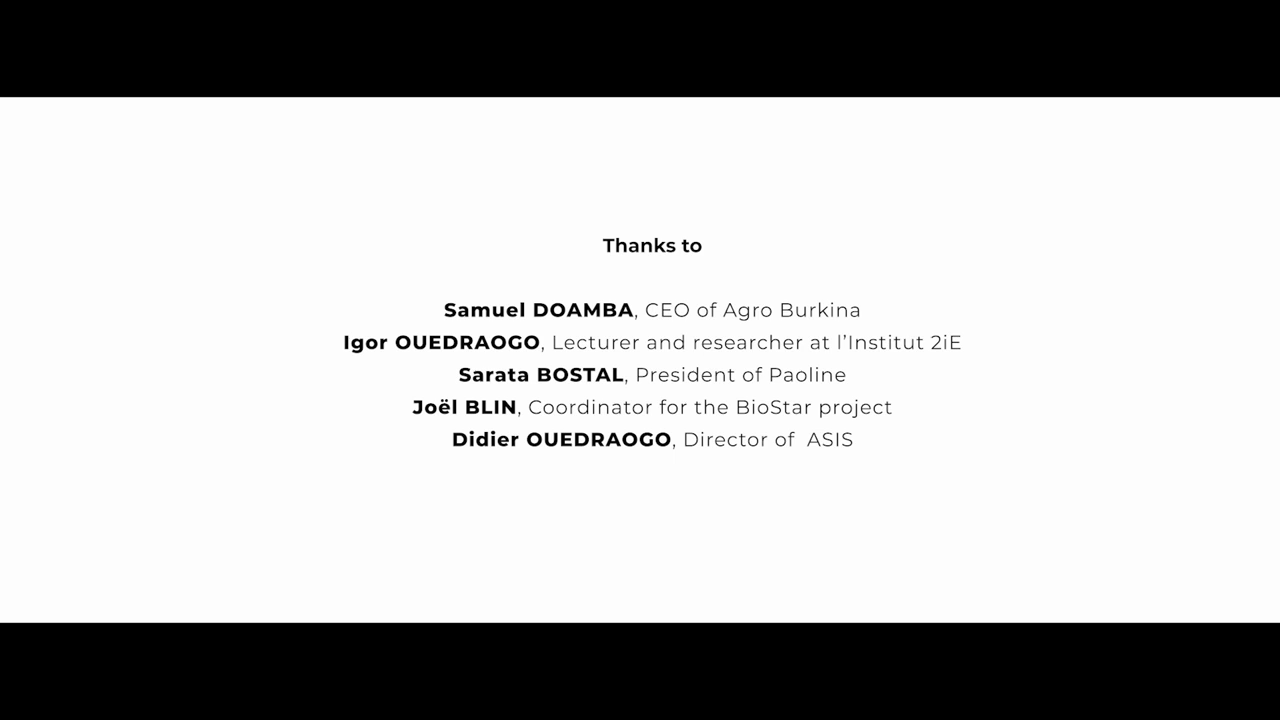 Thanks to
Samuel DOAMBA, CEO of Agro Burkina
Igor OUEDRAOGO, Lecturer and researcher at l’Institut 2iE
Sarata BOSTAL, President of Paoline
Joël BLIN, Coordinator for the BioStar project
Didier OUEDRAOGO, Director of  ASIS